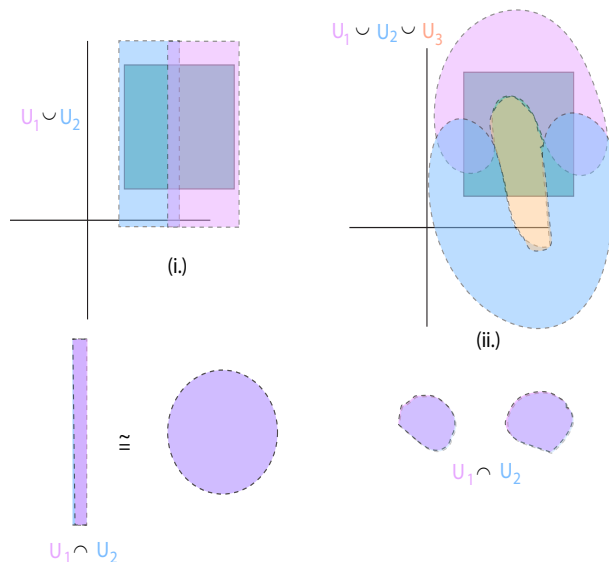 U₁ ∪ U₂ ∪ U₃
U₁ ∪ U₂
(i.)
(ii.)
≅
U₁ ∩ U₂
U₁ ∩ U₂